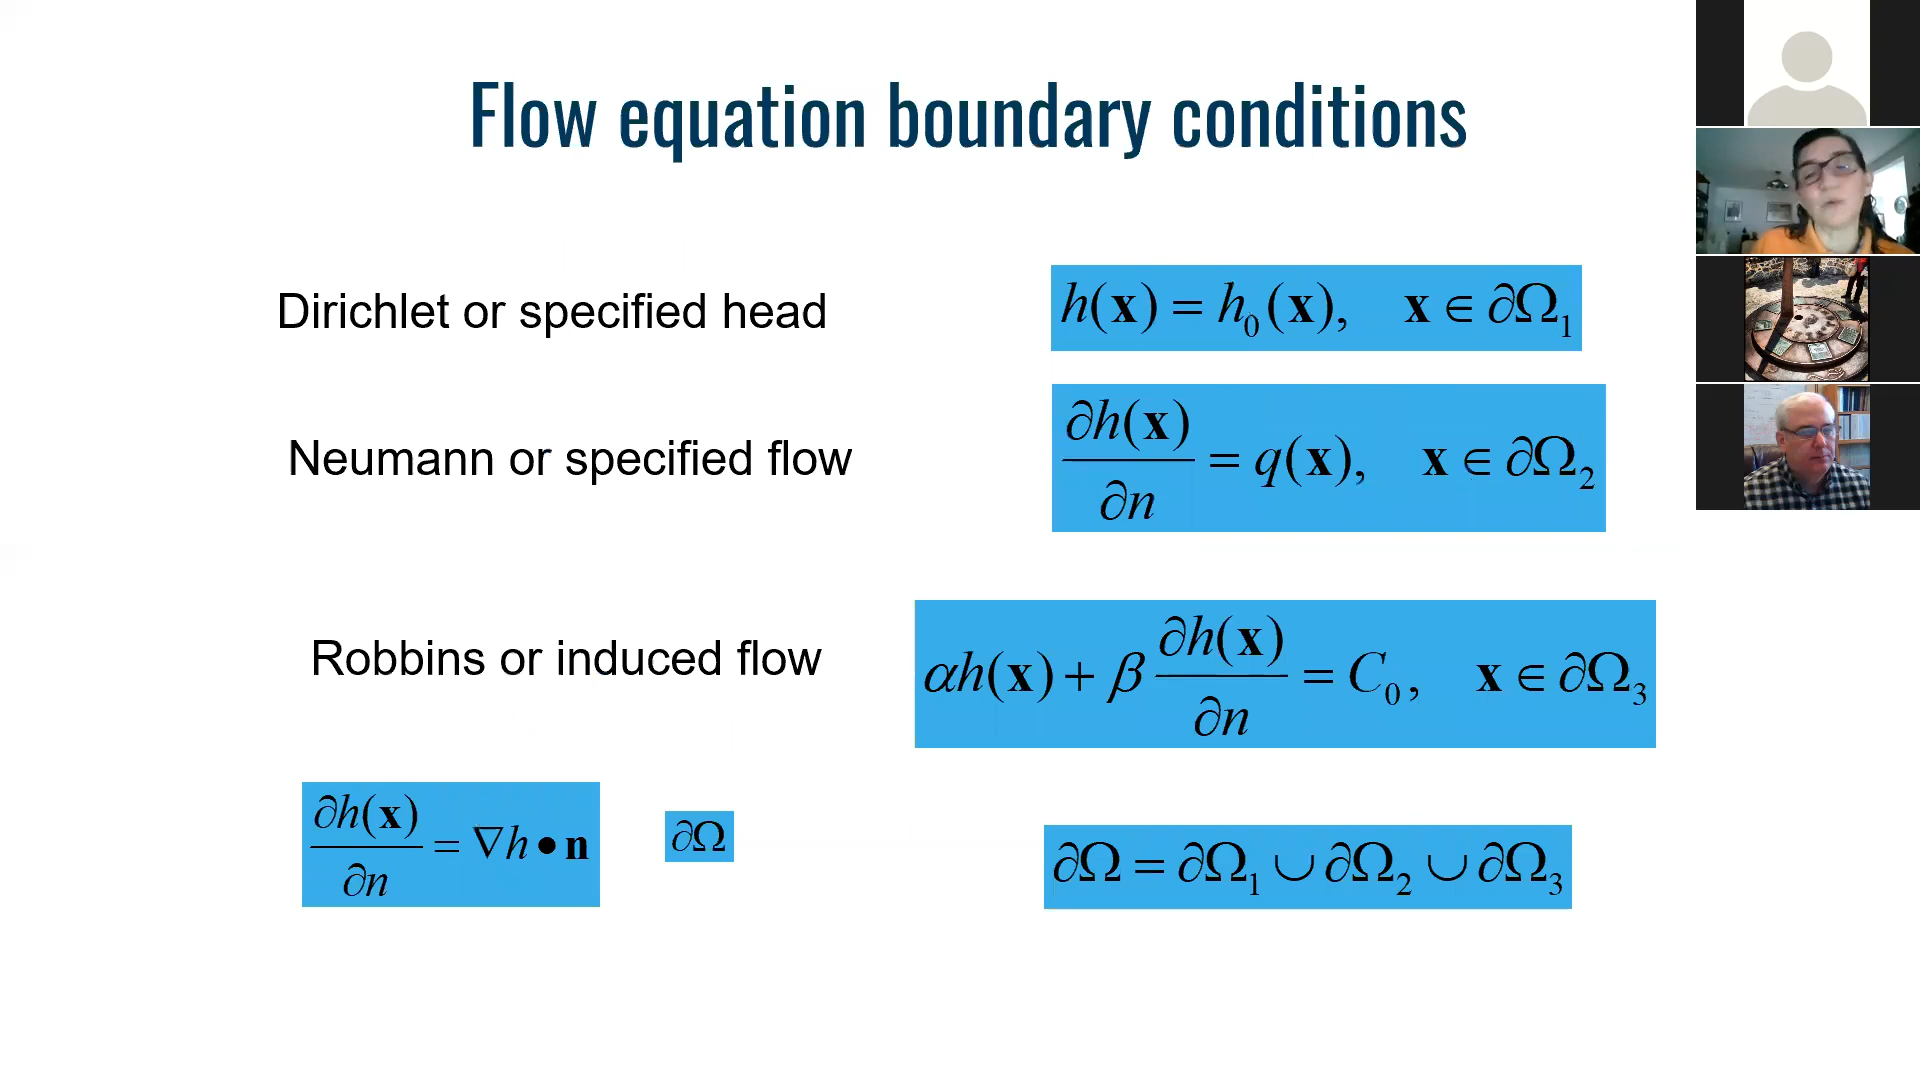 Flow equation boundary conditions
Dirichlet or specified head
h(x) = h₀(x), x ∈ ∂Ω₁
Neumann or specified flow
∂h(x)/∂n = q(x), x ∈ ∂Ω₂
Robbins or induced flow
αh(x) + β ∂h(x)/∂n = C₀, x ∈ ∂Ω₃
∂h(x)/∂n = ∇h • n
∂Ω
∂Ω = ∂Ω₁ ∪ ∂Ω₂ ∪ ∂Ω₃